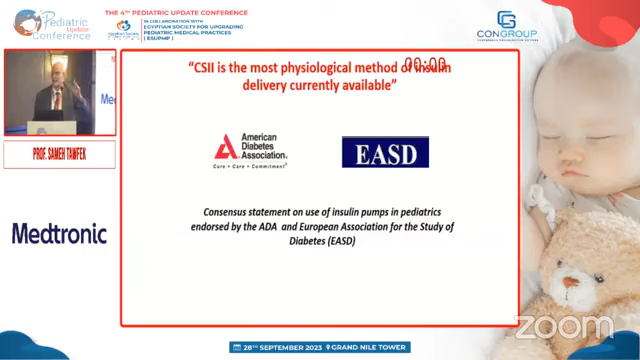 Pediatric
Update
Conference
THE 4TH PEDIATRIC UPDATE CONFERENCE
Egyptian Society
IN COLLABORATION WITH
EGYPTIAN SOCIETY FOR UPGRADING
PEDIATRIC MEDICAL PRACTICES
( ESUPMP )
CONGROUP
“CSII is the most physiological method of insulin
00:00
delivery currently available”
Me
PROF. SAMEH TAWFEK
Medtronic
American
Diabetes
Association.
Cure • Care • Commitment®
EASD
Consensus statement on use of insulin pumps in pediatrics
endorsed by the ADA and European Association for the Study of
Diabetes (EASD)
zoom
28TH SEPTEMBER 2023 GRAND NILE TOWER